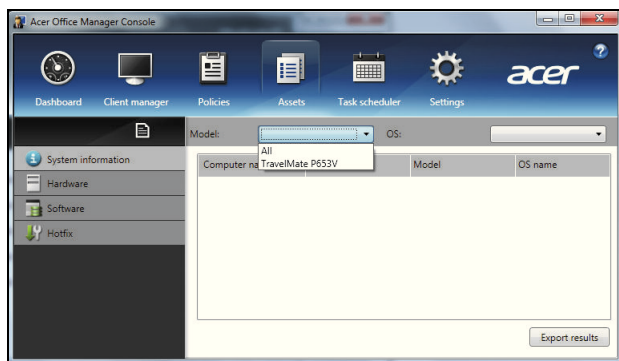 Acer Office Manager Console
acer
?
Dashboard Client manager Policies Assets Task scheduler Settings
Model: OS:
All
TravelMate P653V
System information
Computer na Model OS name
Hardware
Software
Hotfix
Export results